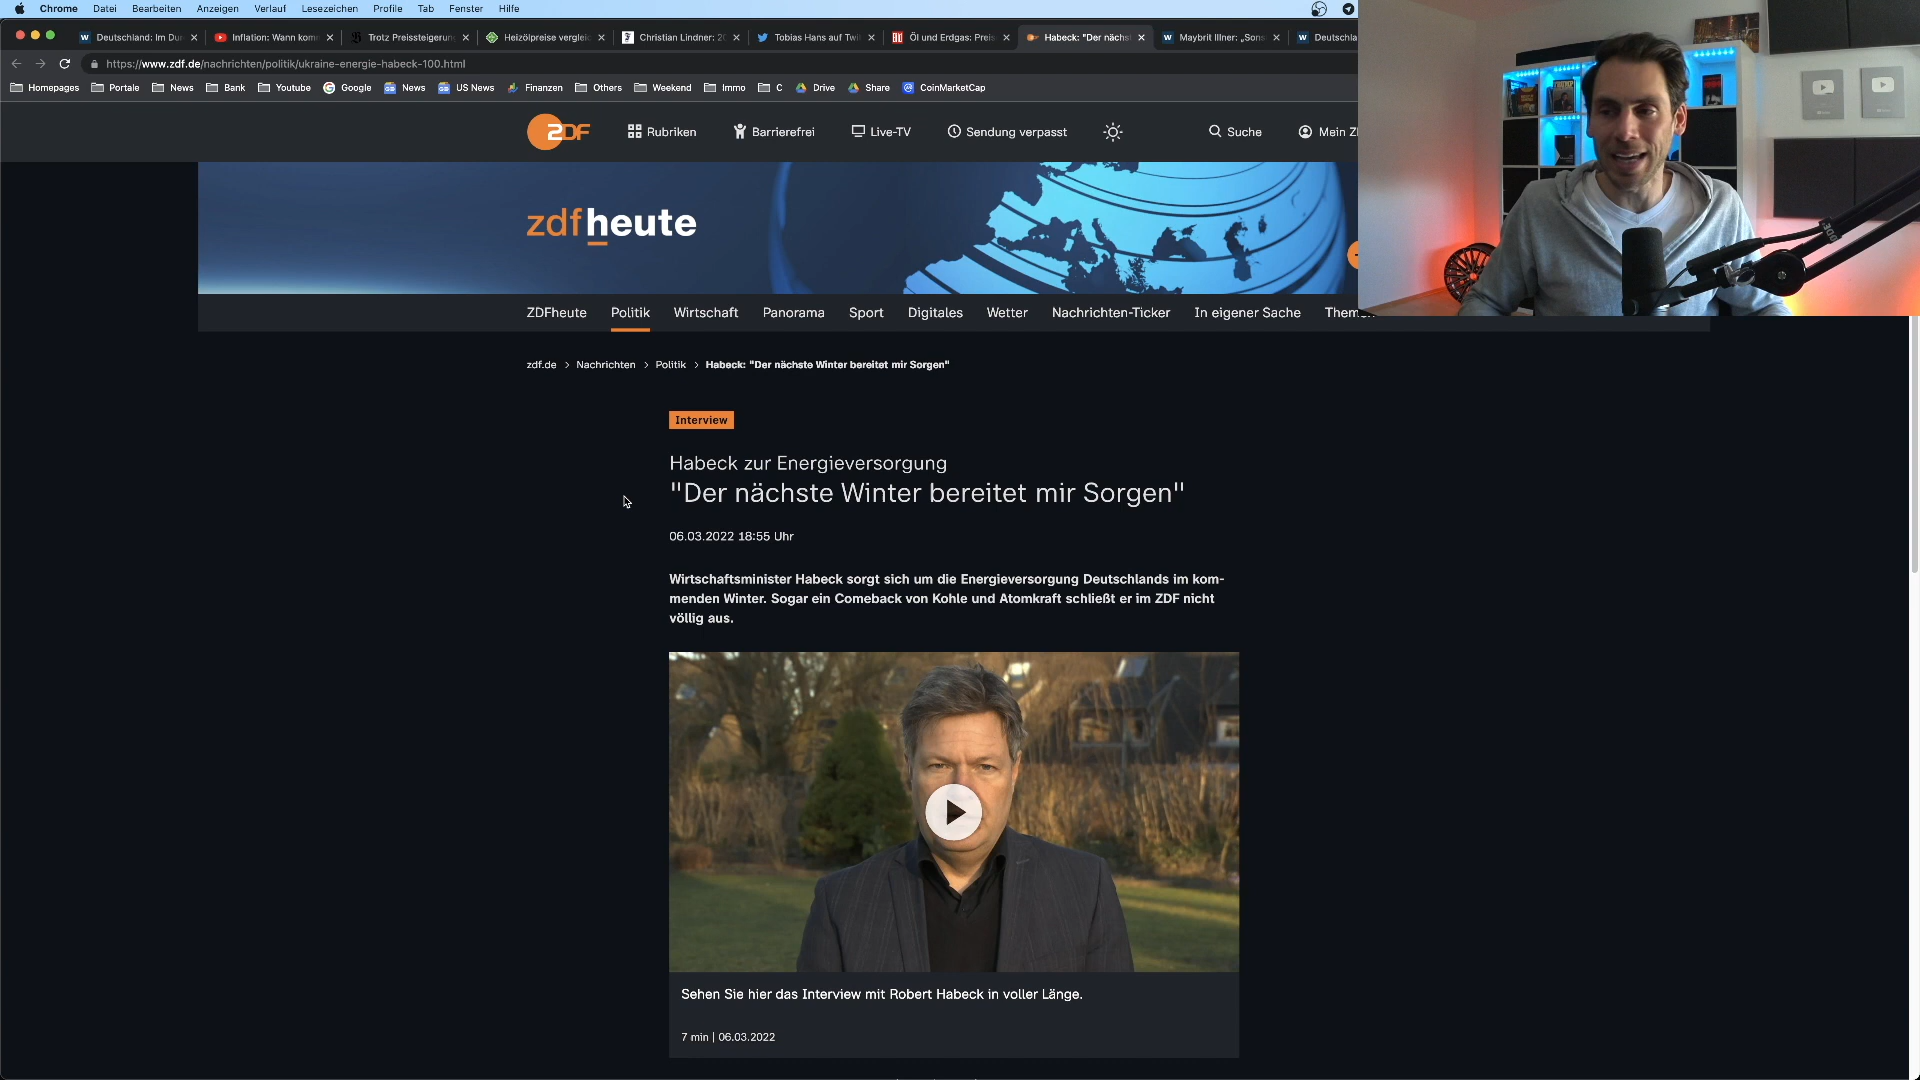 Chrome Datei Bearbeiten Anzeigen Verlauf Lesezeichen Profile Tab Fenster Hilfe
Deutschland: Im Du Inflation: Wann kom Trotz Preissteigerung Heizölpreise verglei Christian Lindner: 20 Tobias Hans auf Twi Öl und Erdgas: Preis Habeck: "Der nächs Maybrit Illner: „Sons Deutschla
https://www.zdf.de/nachrichten/politik/ukraine-energie-habeck-100.html
Homepages Portale News Bank Youtube Google News US News Finanzen Others Weekend Immo C Drive Share CoinMarketCap
ZDF Rubriken Barrierefrei Live-TV Sendung verpasst Suche Mein Z
zdfheute
ZDFheute Politik Wirtschaft Panorama Sport Digitales Wetter Nachrichten-Ticker In eigener Sache Themen
zdf.de > Nachrichten > Politik > Habeck: "Der nächste Winter bereitet mir Sorgen"
Interview
Habeck zur Energieversorgung
"Der nächste Winter bereitet mir Sorgen"
06.03.2022 18:55 Uhr
Wirtschaftsminister Habeck sorgt sich um die Energieversorgung Deutschlands im kom-
menden Winter. Sogar ein Comeback von Kohle und Atomkraft schließt er im ZDF nicht
völlig aus.
Sehen Sie hier das Interview mit Robert Habeck in voller Länge.
7 min | 06.03.2022